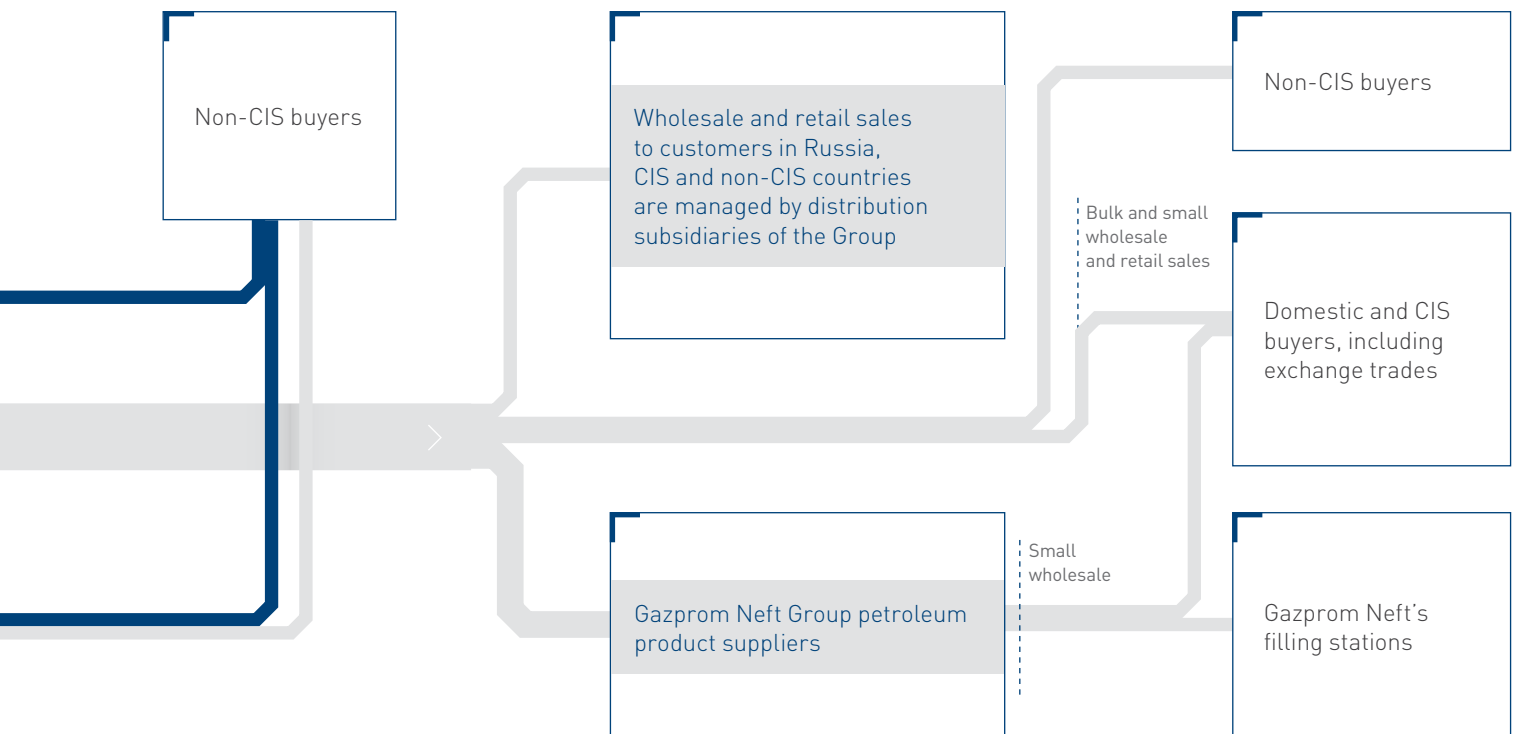 Non-CIS buyers
Wholesale and retail sales
to customers in Russia,
CIS and non-CIS countries
are managed by distribution
subsidiaries of the Group
Non-CIS buyers
Bulk and small
wholesale
and retail sales
Domestic and CIS
buyers, including
exchange trades
Gazprom Neft Group petroleum
product suppliers
Small
wholesale
Gazprom Neft's
filling stations